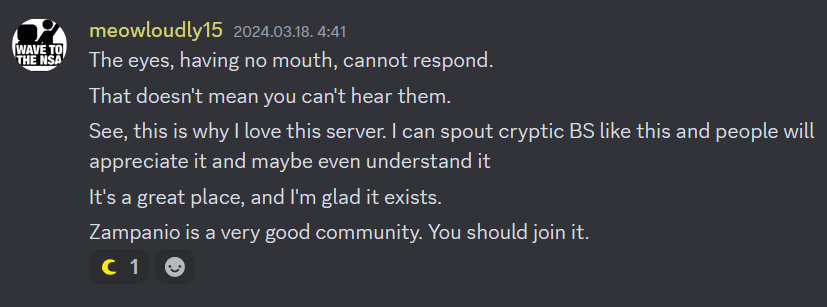 meowloudly15 2024.03.18. 4:41
WAVE TO
THE NSA
The eyes, having no mouth, cannot respond.
That doesn't mean you can't hear them.
See, this is why I love this server. I can spout cryptic BS like this and people will
appreciate it and maybe even understand it
It's a great place, and I'm glad it exists.
Zampanio is a very good community. You should join it.
1